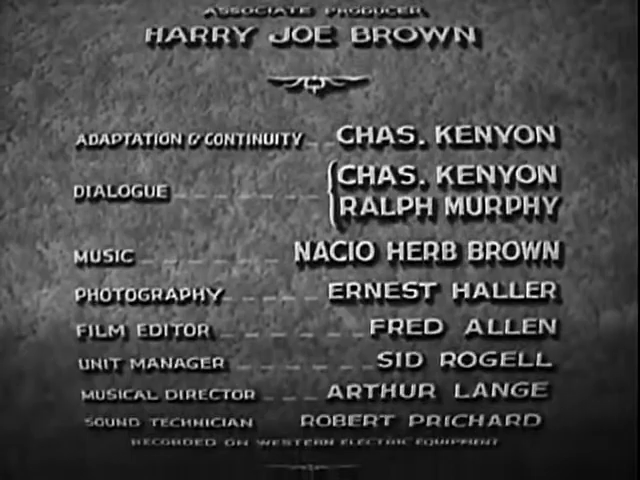 ASSOCIATE PRODUCER
HARRY JOE BROWN
ADAPTATION & CONTINUITY _ _ CHAS. KENYON
DIALOGUE _ _ _ _ _ { CHAS. KENYON
RALPH MURPHY
MUSIC _ _ _ _ _ NACIO HERB BROWN
PHOTOGRAPHY _ _ _ _ ERNEST HALLER
FILM EDITOR _ _ _ _ _ FRED ALLEN
UNIT MANAGER _ _ _ _ _ SID ROGELL
MUSICAL DIRECTOR _ _ _ ARTHUR LANGE
SOUND TECHNICIAN ROBERT PRICHARD
RECORDED ON WESTERN ELECTRIC EQUIPMENT